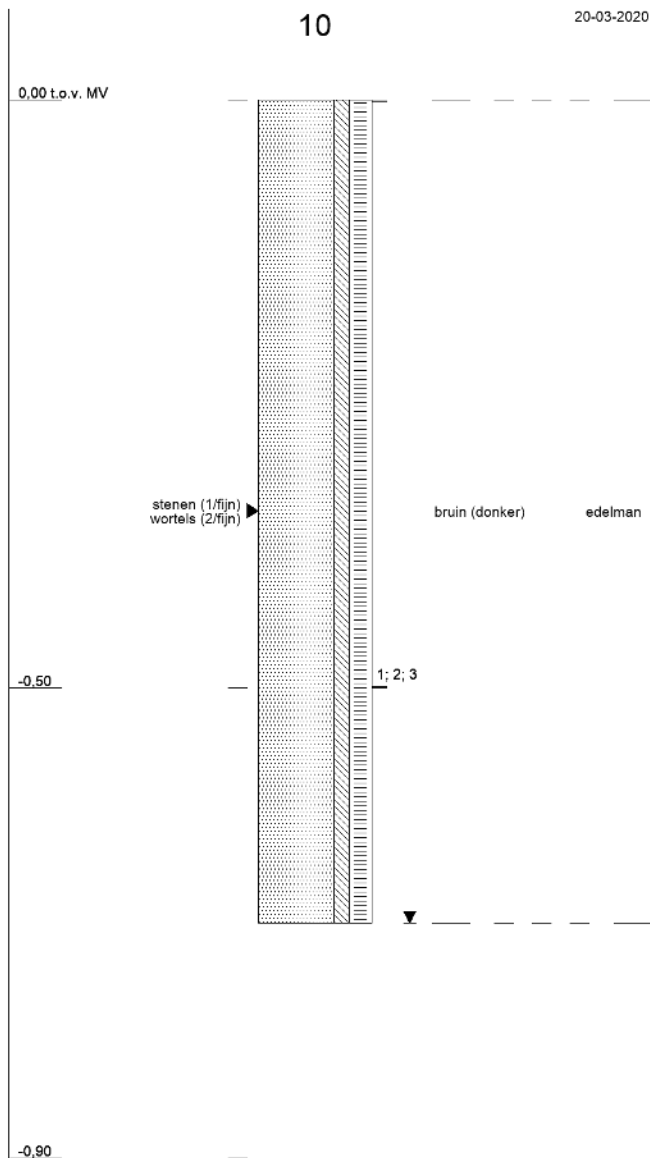 10
20-03-2020
0,00 t.o.v. MV
stenen (1/fijn)
wortels (2/fijn)
bruin (donker)
edelman
1; 2; 3
-0,50
-0,90